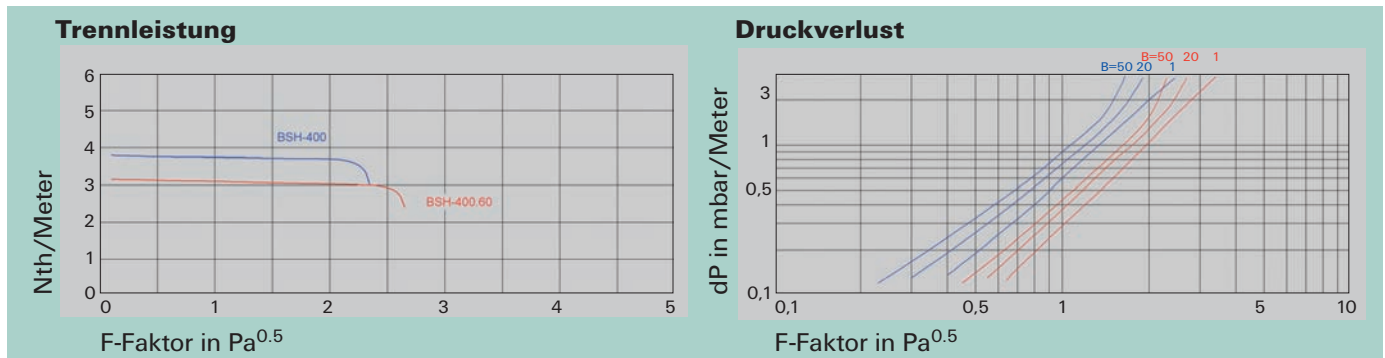 Trennleistung
Nth/Meter
6
5
4
3
2
1
0
BSH-400
BSH-400.60
0
1
2
3
4
5
F-Faktor in Pa0.5
Druckverlust
dP in mbar/Meter
B=50 20 1
B=50 20 1
3
1
0,5
0,1
0,1
0,5
1
5
10
F-Faktor in Pa0.5